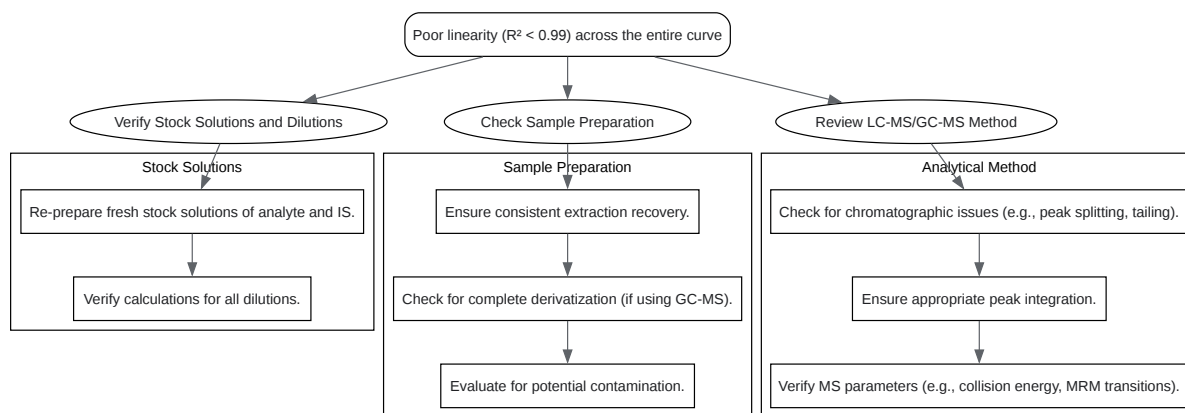 Poor linearity (R² < 0.99) across the entire curve
Verify Stock Solutions and Dilutions
Check Sample Preparation
Review LC-MS/GC-MS Method
Stock Solutions
Re-prepare fresh stock solutions of analyte and IS.
Verify calculations for all dilutions.
Sample Preparation
Ensure consistent extraction recovery.
Check for complete derivatization (if using GC-MS).
Evaluate for potential contamination.
Analytical Method
Check for chromatographic issues (e.g., peak splitting, tailing).
Ensure appropriate peak integration.
Verify MS parameters (e.g., collision energy, MRM transitions).